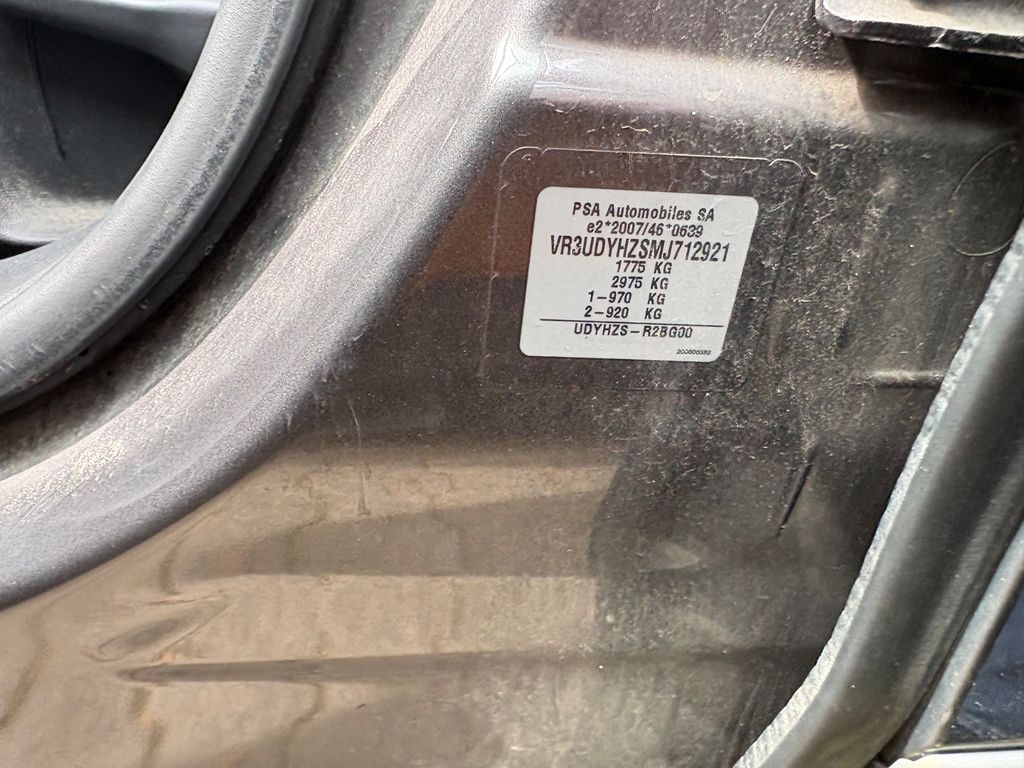 PSA Automobiles SA
e2*2007/46*0639
VR3UDYHZSMJ712921
1775 KG
2975 KG
1-970 KG
2-920 KG
UDYHZS-R2BG00